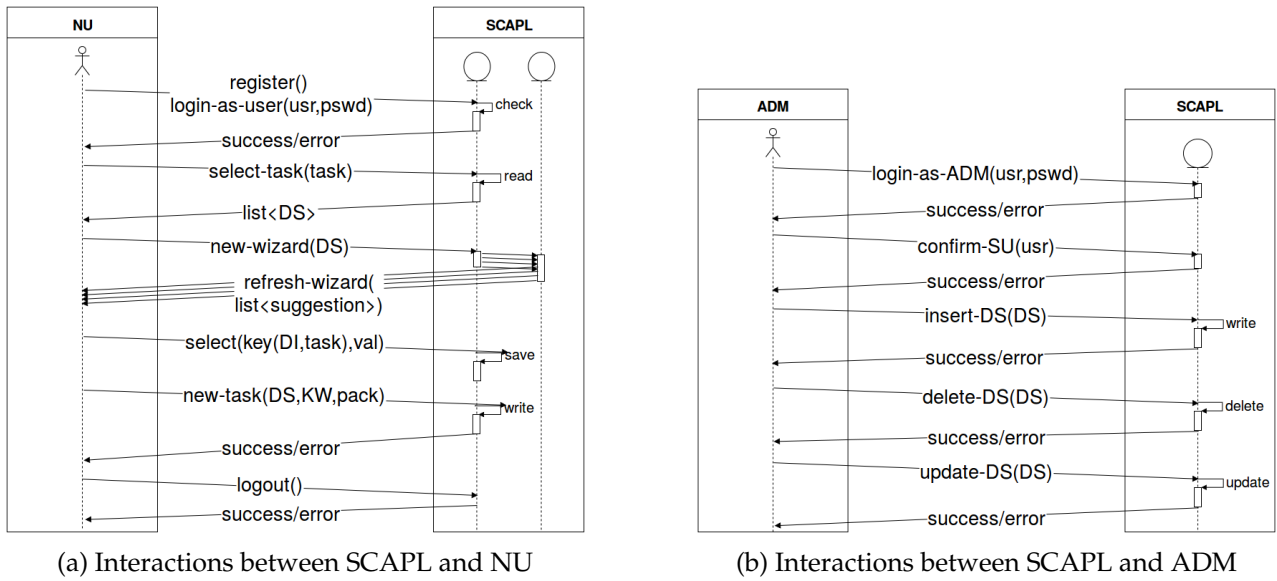 NU
SCAPL
register()
login-as-user(usr,pswd)
check
success/error
select-task(task)
read
list<DS>
new-wizard(DS)
refresh-wizard(
list<suggestion>)
select(key(DI,task),val)
save
new-task(DS,KW,pack)
write
success/error
logout()
success/error
(a) Interactions between SCAPL and NU
ADM
SCAPL
login-as-ADM(usr,pswd)
success/error
confirm-SU(usr)
success/error
insert-DS(DS)
write
success/error
delete-DS(DS)
delete
success/error
update-DS(DS)
update
success/error
(b) Interactions between SCAPL and ADM